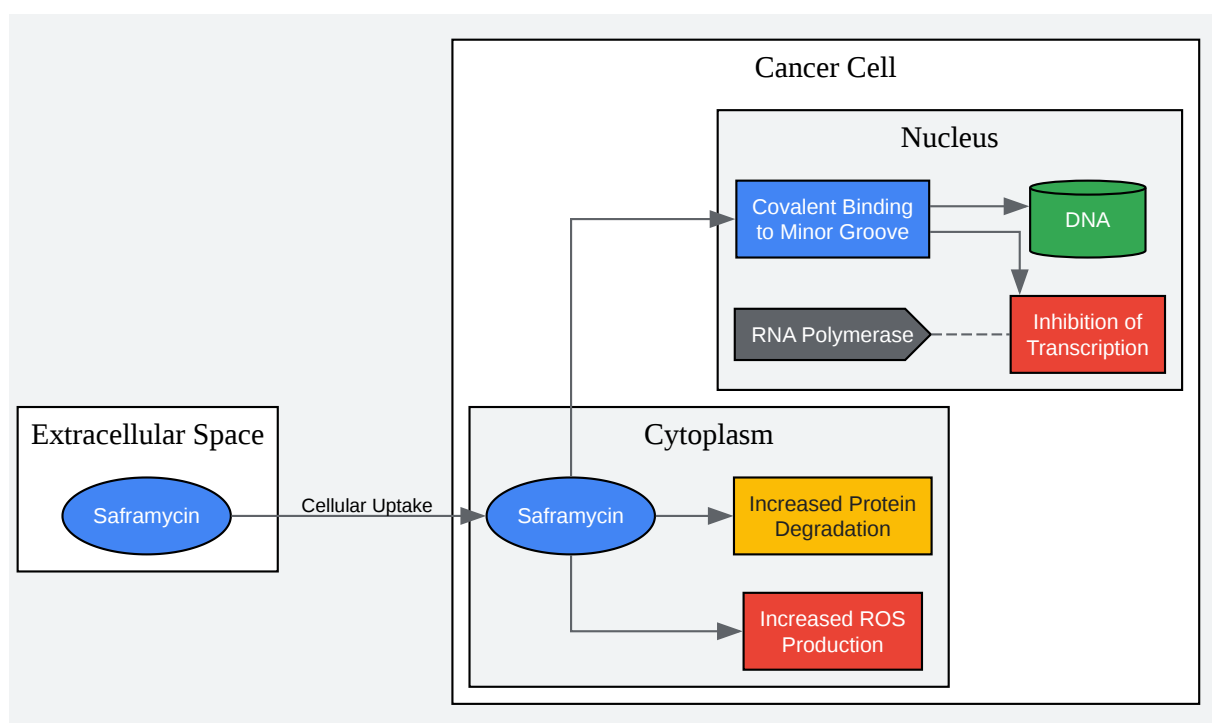 Cancer Cell
Nucleus
Covalent Binding
to Minor Groove
DNA
RNA Polymerase
Inhibition of
Transcription
Extracellular Space
Saframycin
Cellular Uptake
Cytoplasm
Saframycin
Increased Protein
Degradation
Increased ROS
Production